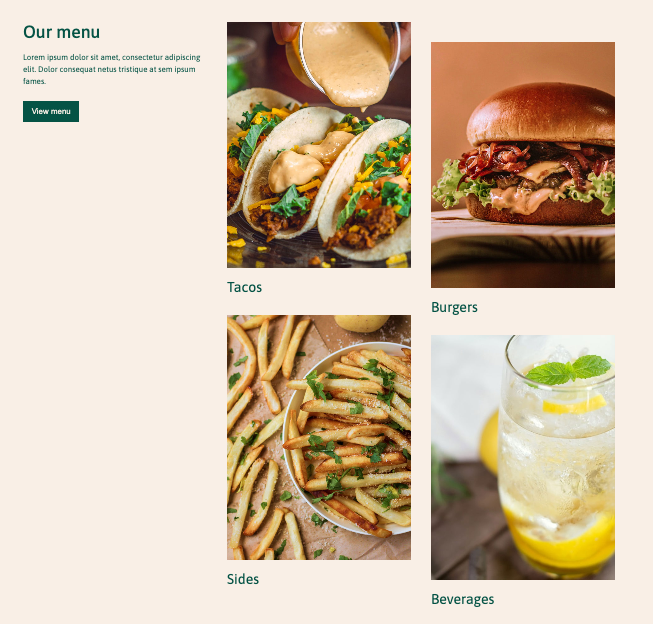 Our menu
Lorem ipsum dolor sit amet, consectetur adipiscing
elit. Dolor consequat netus tristique at sem ipsum
fames.
View menu
Tacos
Burgers
Sides
Beverages